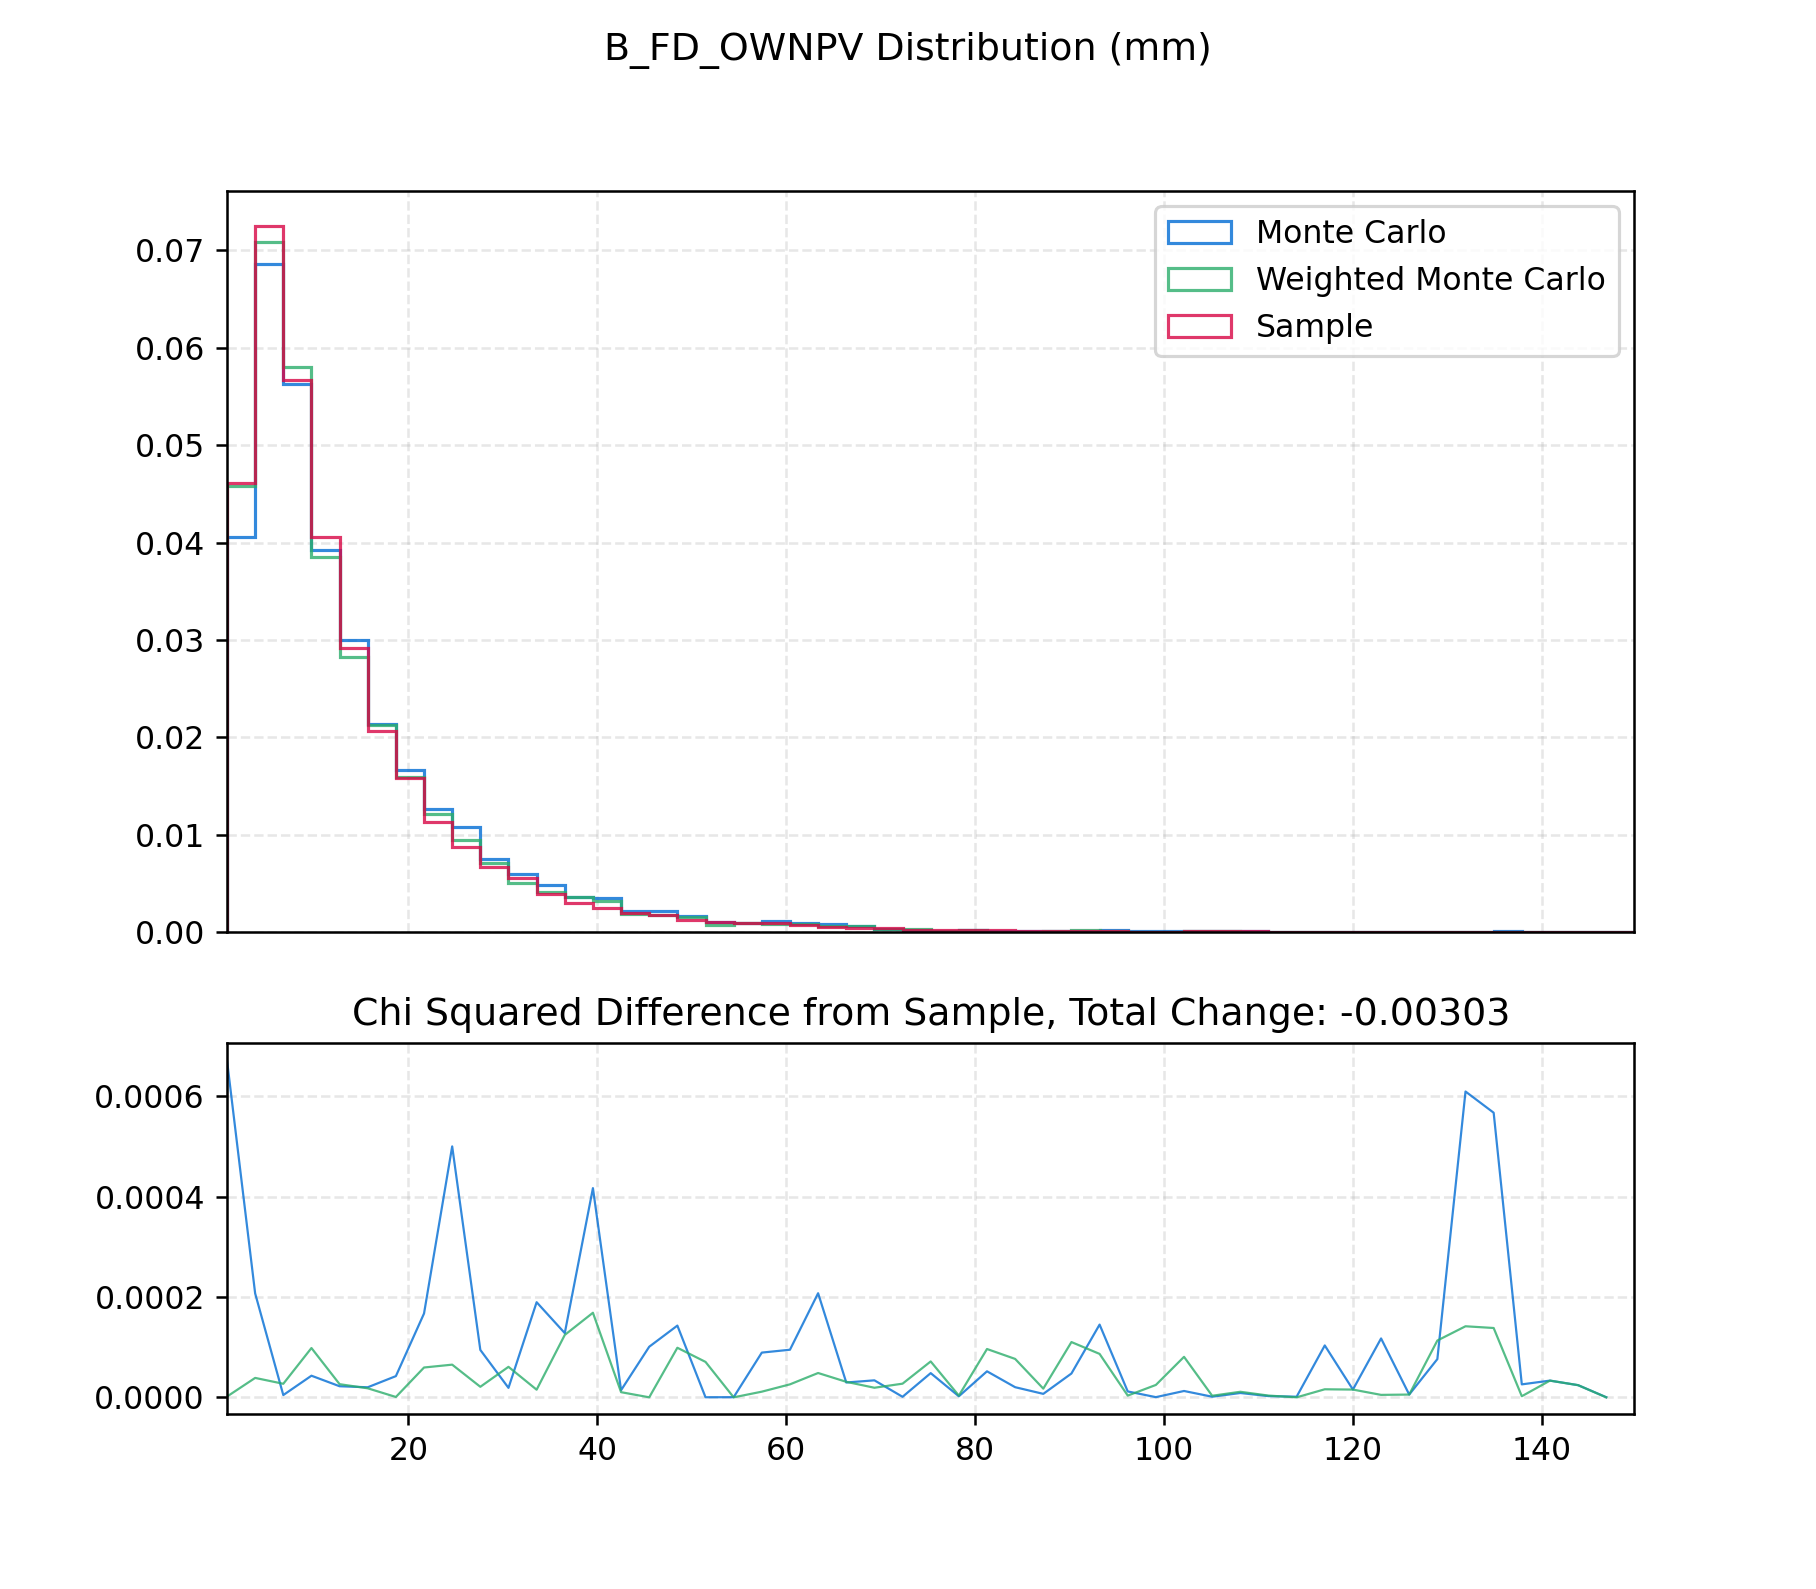 B_FD_OWNPV Distribution (mm)
0.07
0.06
0.05
0.04
0.03
0.02
0.01
0.00
Monte Carlo
Weighted Monte Carlo
Sample
Chi Squared Difference from Sample, Total Change: -0.00303
0.0006
0.0004
0.0002
0.0000
20 40 60 80 100 120 140